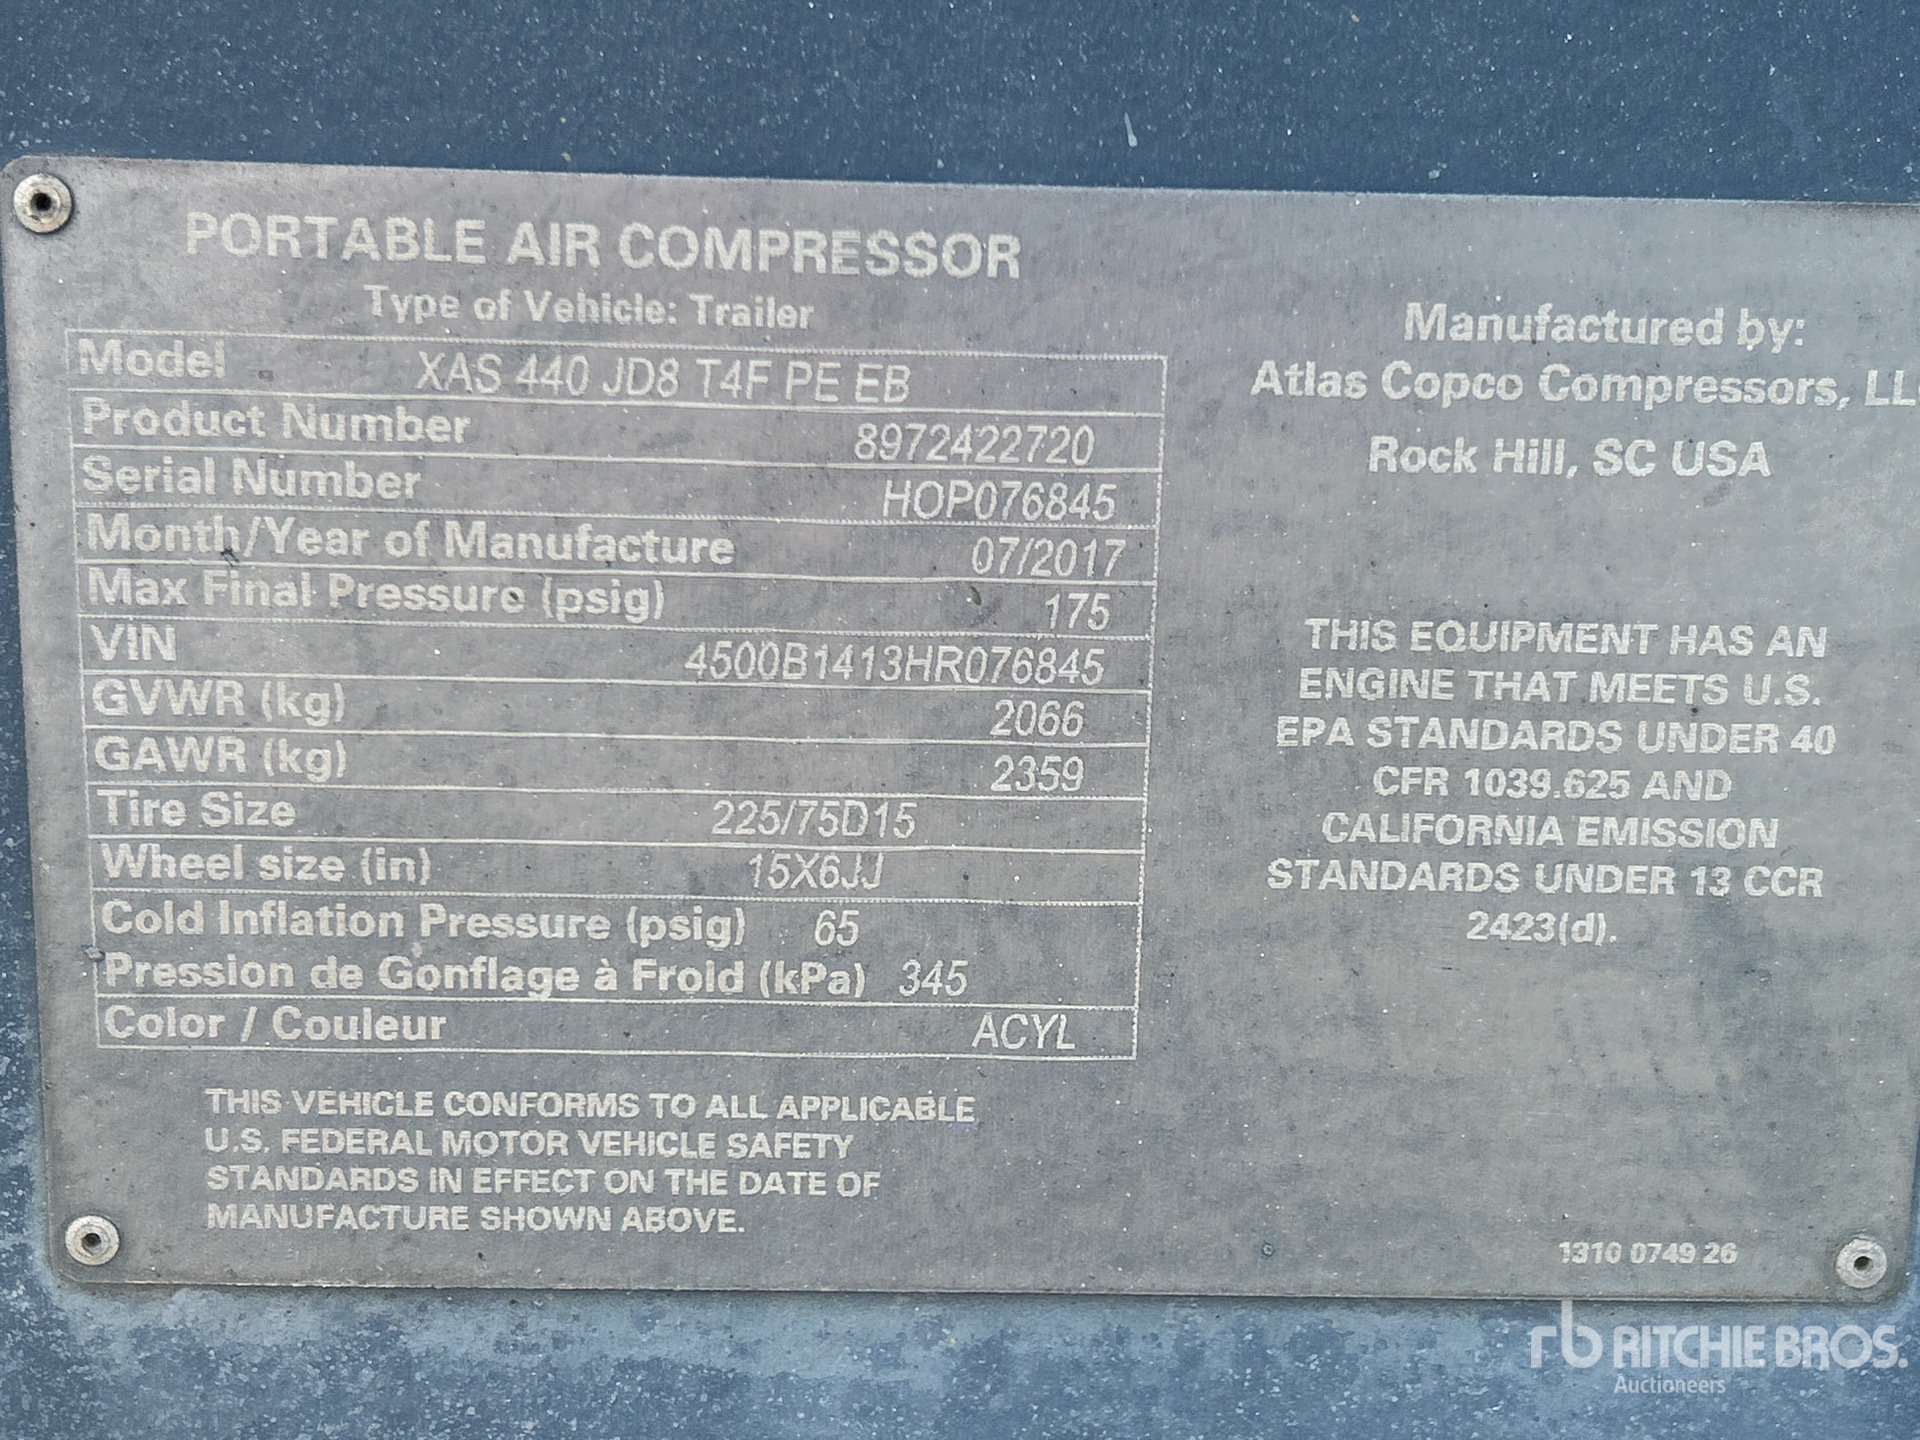 PORTABLE AIR COMPRESSOR
Type of Vehicle: Trailer
Model XAS 440 JD8 T4F PE EB
Product Number 8972422720
Serial Number HOP076845
Month/Year of Manufacture 07/2017
Max Final Pressure (psig) 175
VIN 4500B1413HR076845
GVWR (kg) 2066
GAWR (kg) 2359
Tire Size 225/75D15
Wheel size (in) 15X6JJ
Cold Inflation Pressure (psig) 65
Pression de Gonflage à Froid (kPa) 345
Color / Couleur ACYL
THIS VEHICLE CONFORMS TO ALL APPLICABLE
U.S. FEDERAL MOTOR VEHICLE SAFETY
STANDARDS IN EFFECT ON THE DATE OF
MANUFACTURE SHOWN ABOVE.
Manufactured by:
Atlas Copco Compressors, LL
Rock Hill, SC USA
THIS EQUIPMENT HAS AN
ENGINE THAT MEETS U.S.
EPA STANDARDS UNDER 40
CFR 1039.625 AND
CALIFORNIA EMISSION
STANDARDS UNDER 13 CCR
2423(d).
1310 0749 26
rb RITCHIE BROS.
Auctioneers